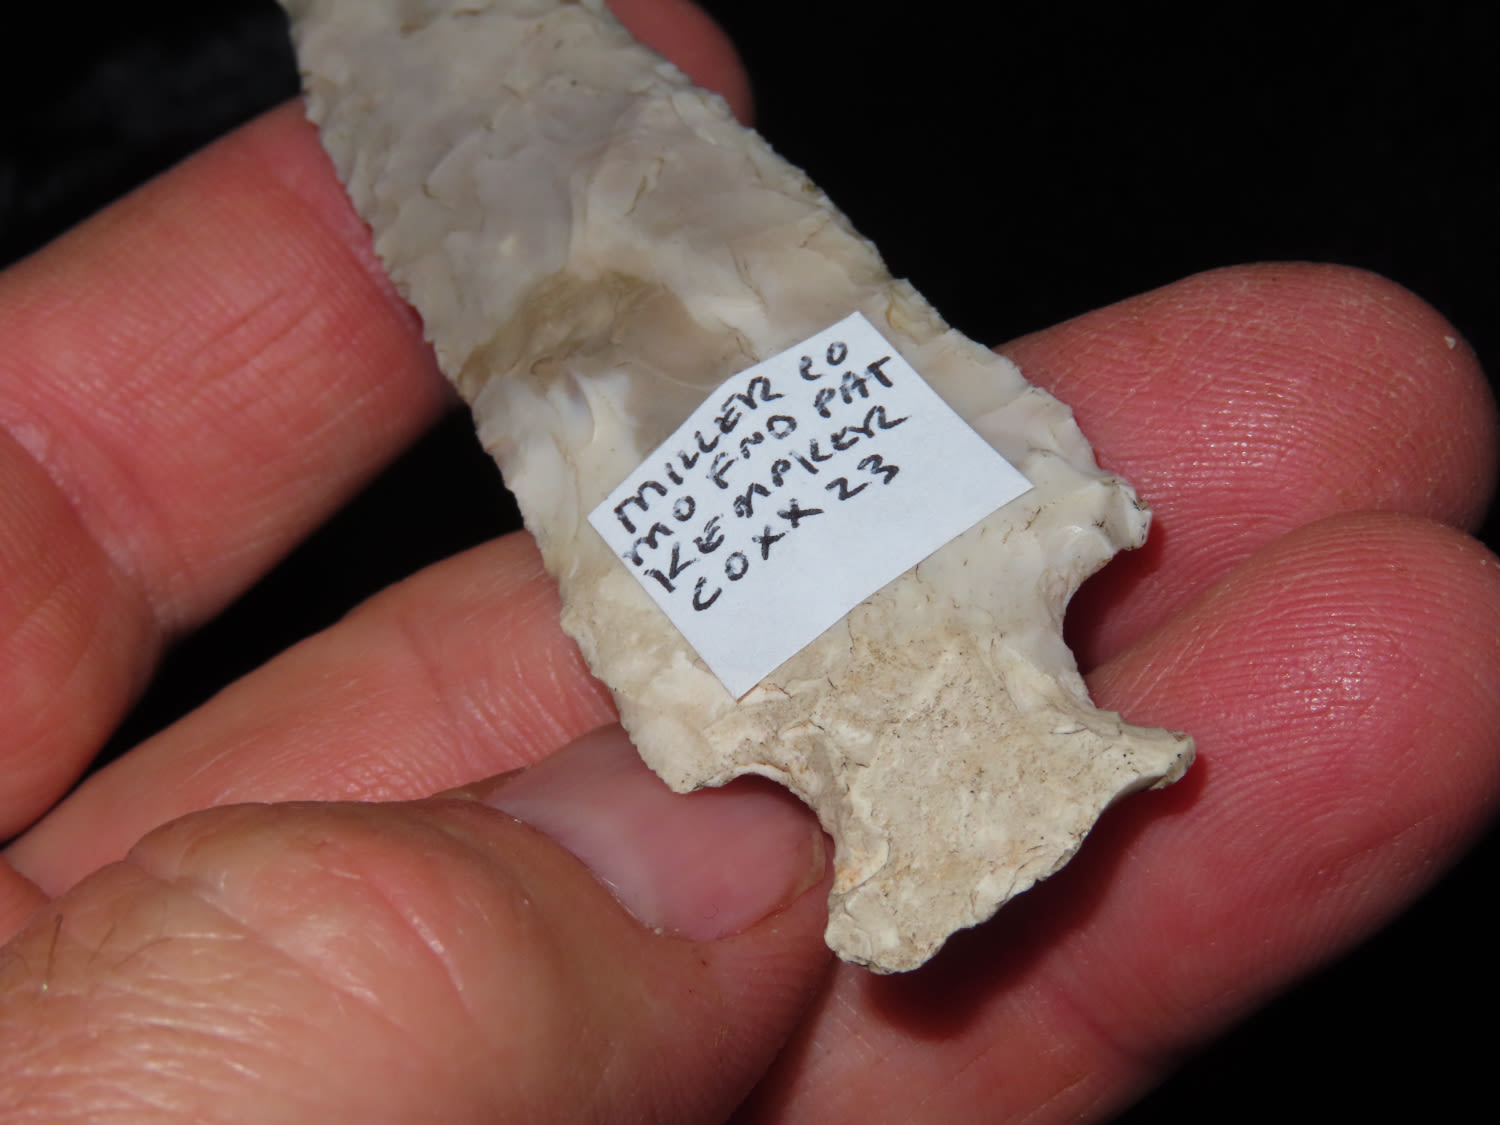 MILLER CO
MO FND PAT
KEMPKER
COXX 23